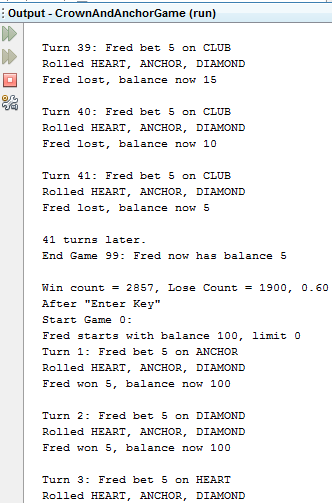 Output - CrownAndAnchorGame (run)
Turn 39: Fred bet 5 on CLUB
Rolled HEART, ANCHOR, DIAMOND
Fred lost, balance now 15
Turn 40: Fred bet 5 on CLUB
Rolled HEART, ANCHOR, DIAMOND
Fred lost, balance now 10
Turn 41: Fred bet 5 on CLUB
Rolled HEART, ANCHOR, DIAMOND
Fred lost, balance now 5
41 turns later.
End Game 99: Fred now has balance 5
Win count = 2857, Lose Count = 1900, 0.60
After "Enter Key"
Start Game 0:
Fred starts with balance 100, limit 0
Turn 1: Fred bet 5 on ANCHOR
Rolled HEART, ANCHOR, DIAMOND
Fred won 5, balance now 100
Turn 2: Fred bet 5 on DIAMOND
Rolled HEART, ANCHOR, DIAMOND
Fred won 5, balance now 100
Turn 3: Fred bet 5 on HEART
Rolled HEART, ANCHOR, DIAMOND